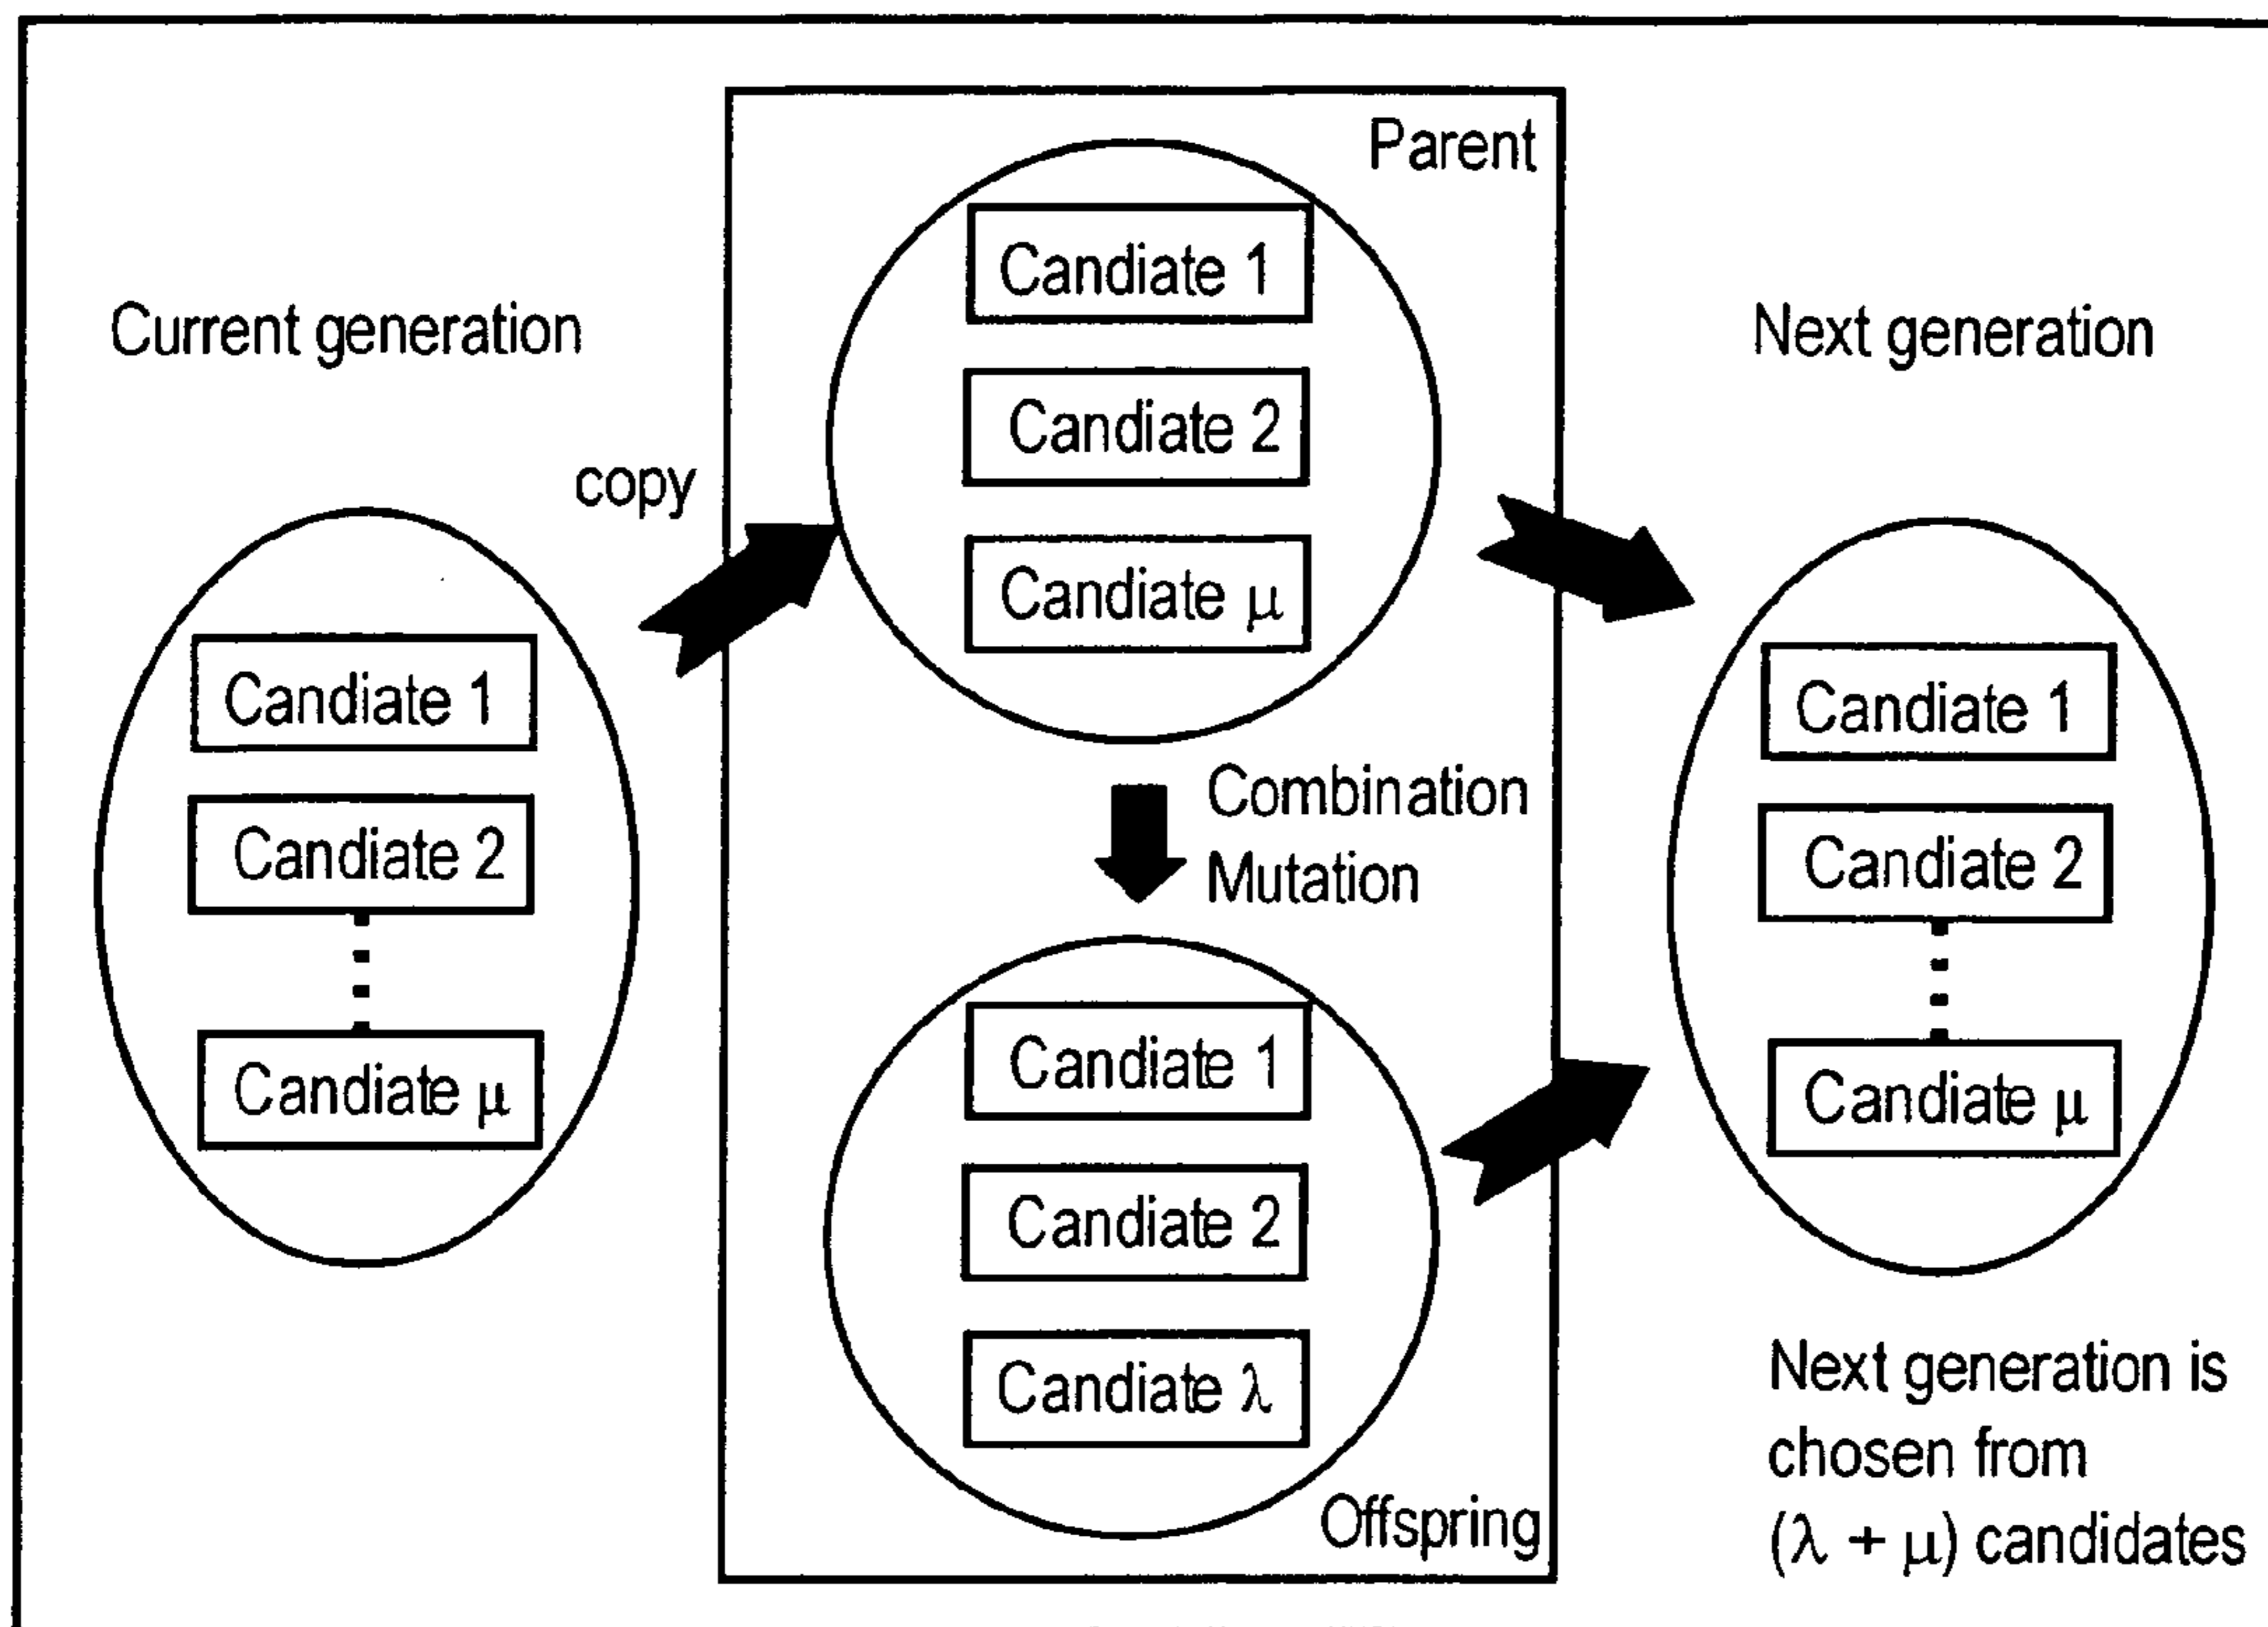 Current generation
Candiate 1
Candiate 2
Candiate μ
copy
Parent
Candiate 1
Candiate 2
Candiate μ
Combination
Mutation
Candiate 1
Candiate 2
Candiate λ
Offspring
Next generation
Candiate 1
Candiate 2
Candiate μ
Next generation is
chosen from
(λ + μ) candidates